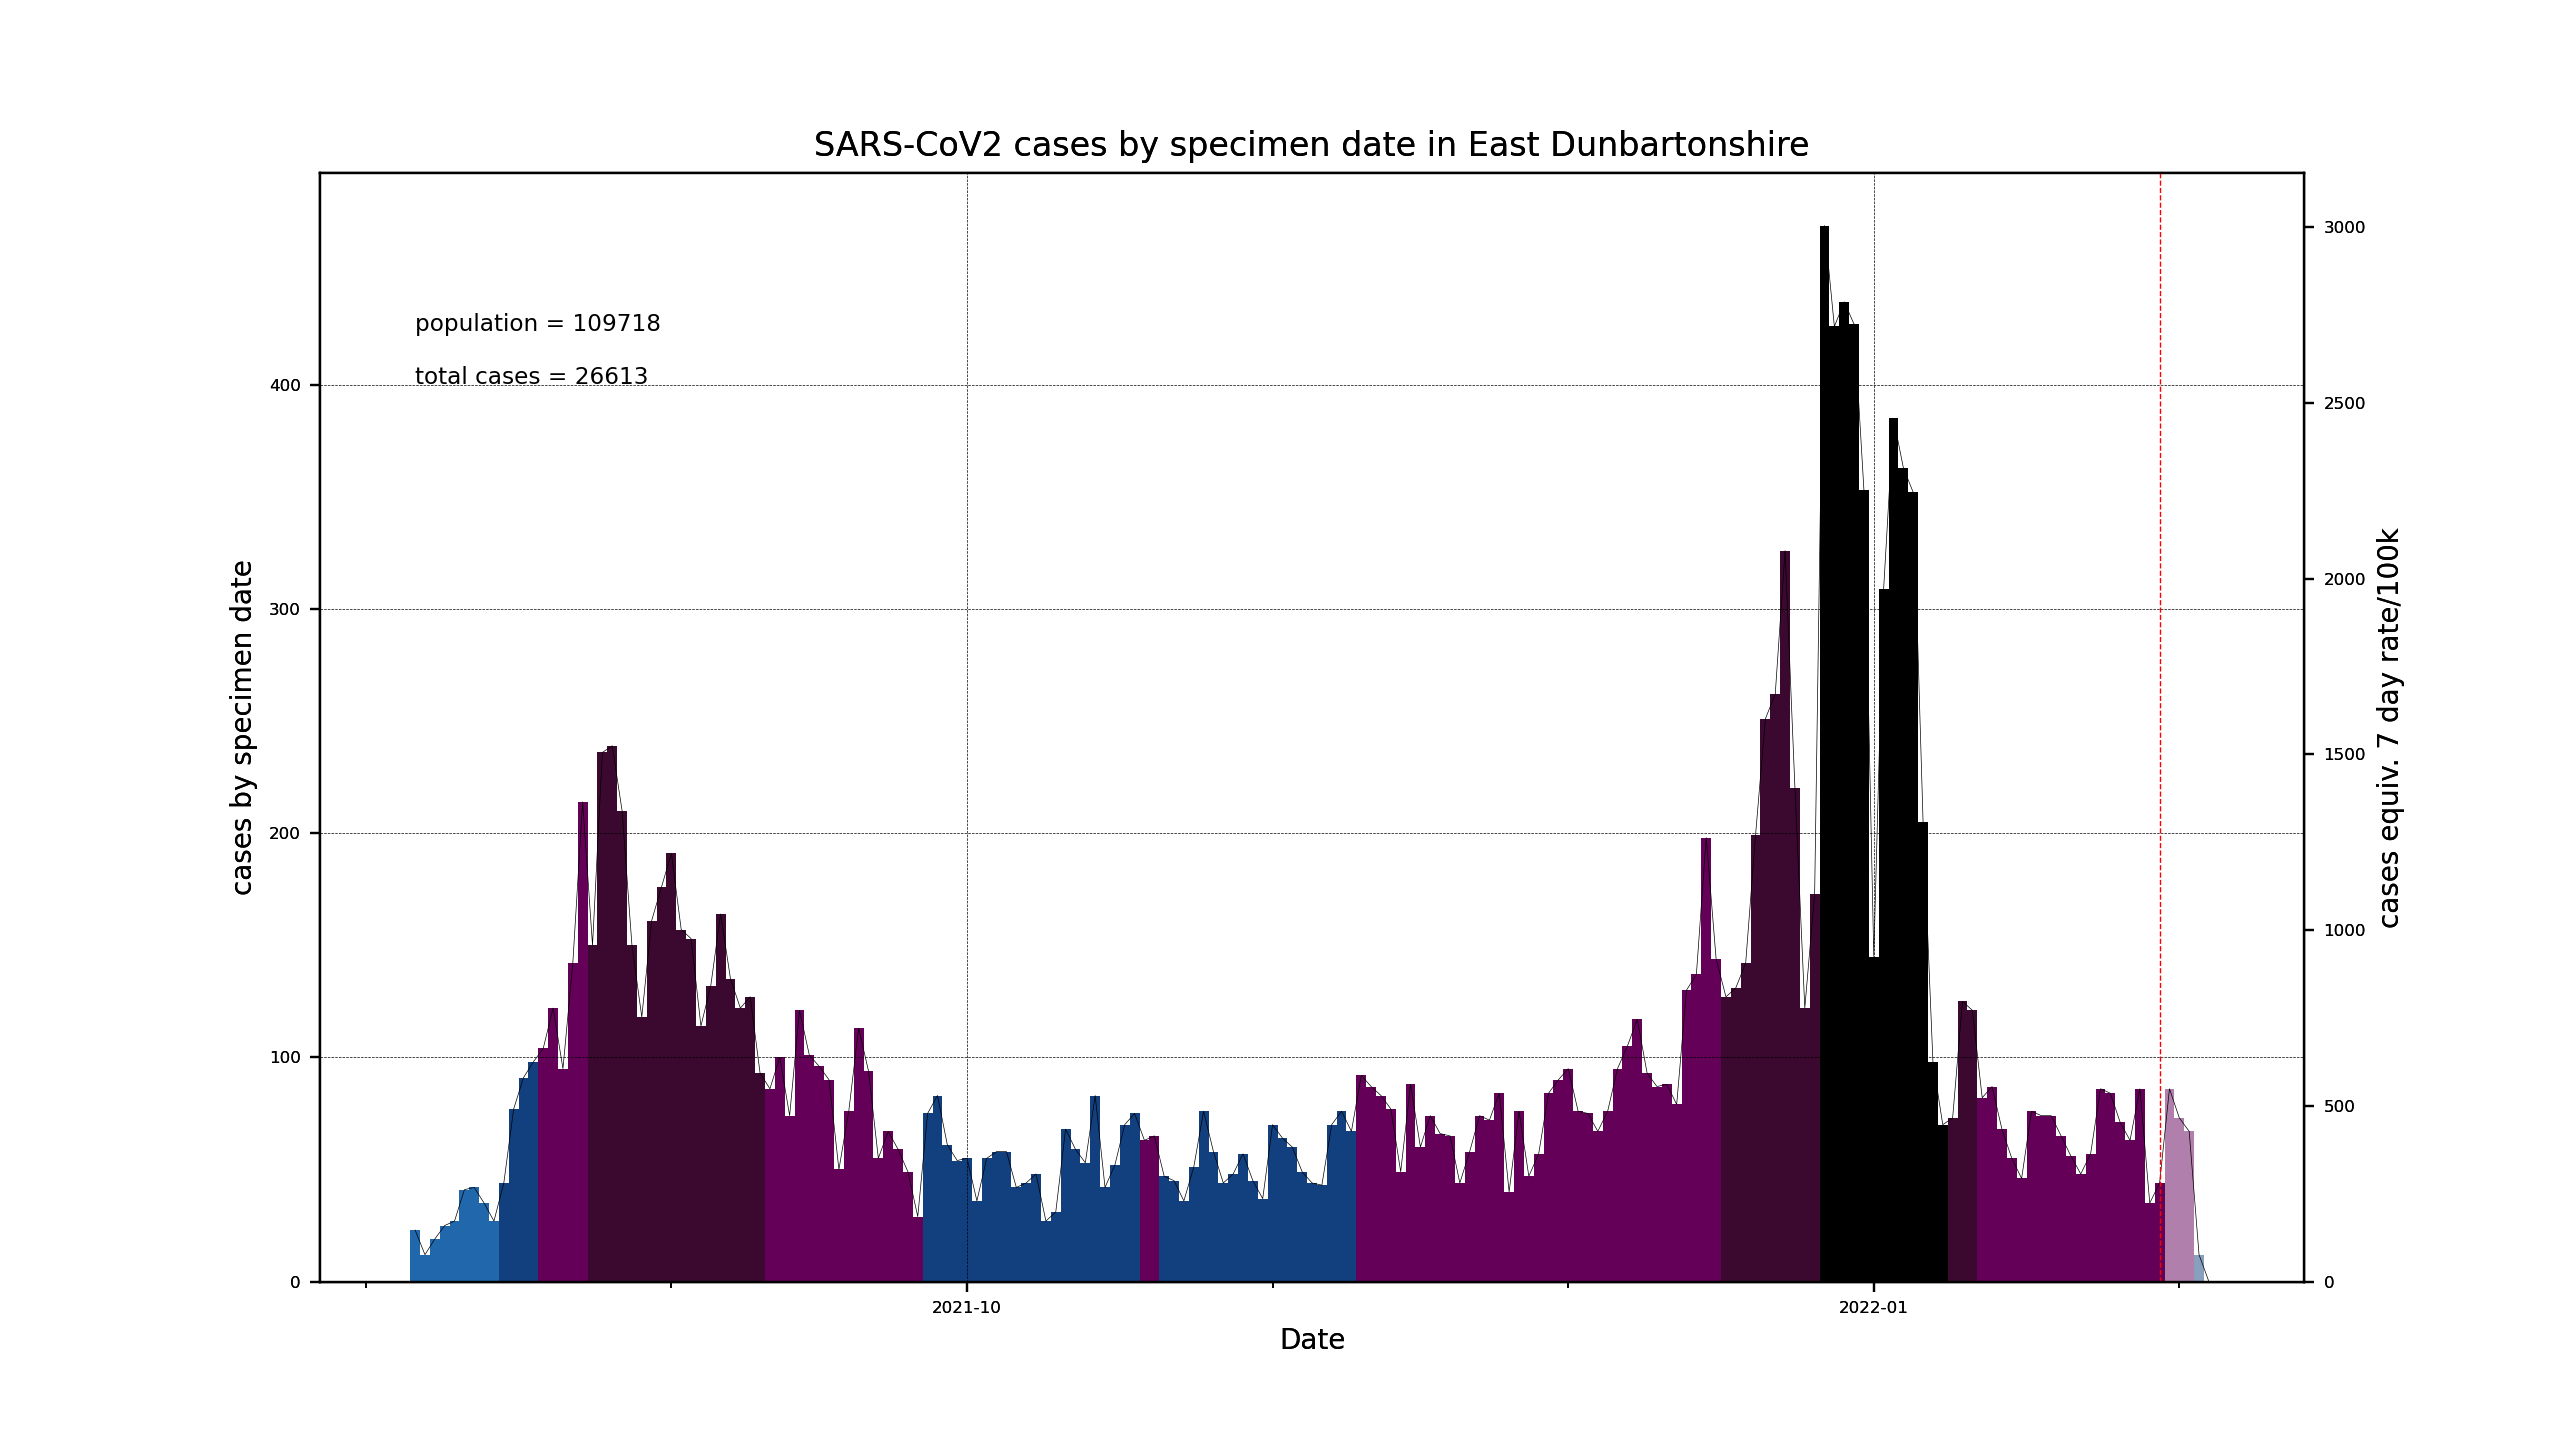 SARS-CoV2 cases by specimen date in East Dunbartonshire
population = 109718
total cases = 26613
cases by specimen date
400
300
200
100
0
3000
2500
2000
1500
1000
500
0
cases equiv. 7 day rate/100k
2021-10
2022-01
Date